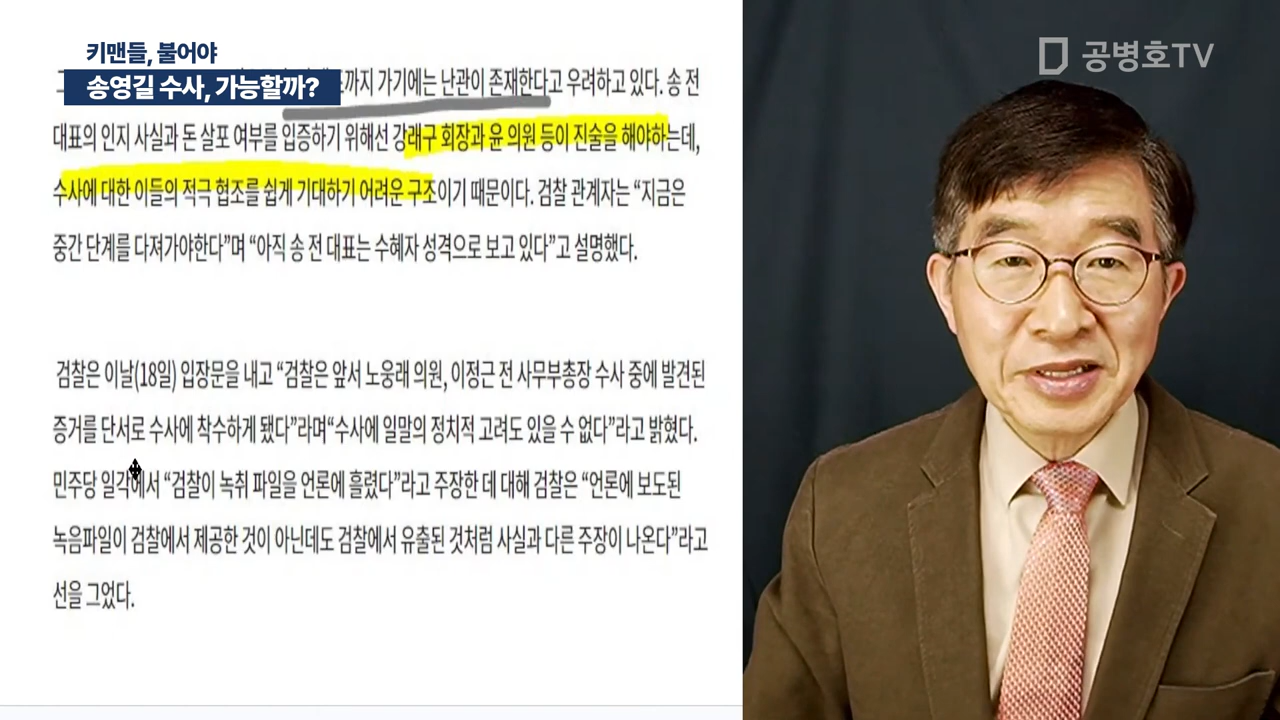 키맨들, 불어야
송영길 수사, 가능할까?
공병호TV
까지 가기에는 난관이 존재한다고 우려하고 있다. 송 전
대표의 인지 사실과 돈 살포 여부를 입증하기 위해선 강래구 회장과 윤 의원 등이 진술을 해야하는데,
수사에 대한 이들의 적극 협조를 쉽게 기대하기 어려운 구조이기 때문이다. 검찰 관계자는 “지금은
중간 단계를 다져가야한다”며 “아직 송 전 대표는 수혜자 성격으로 보고 있다”고 설명했다.
검찰은 이날(18일) 입장문을 내고 “검찰은 앞서 노웅래 의원, 이정근 전 사무부총장 수사 중에 발견된
증거를 단서로 수사에 착수하게 됐다”라며“수사에 일말의 정치적 고려도 있을 수 없다”라고 밝혔다.
민주당 일각에서 “검찰이 녹취 파일을 언론에 흘렸다”라고 주장한 데 대해 검찰은 “언론에 보도된
녹음파일이 검찰에서 제공한 것이 아닌데도 검찰에서 유출된 것처럼 사실과 다른 주장이 나온다”라고
선을 그었다.